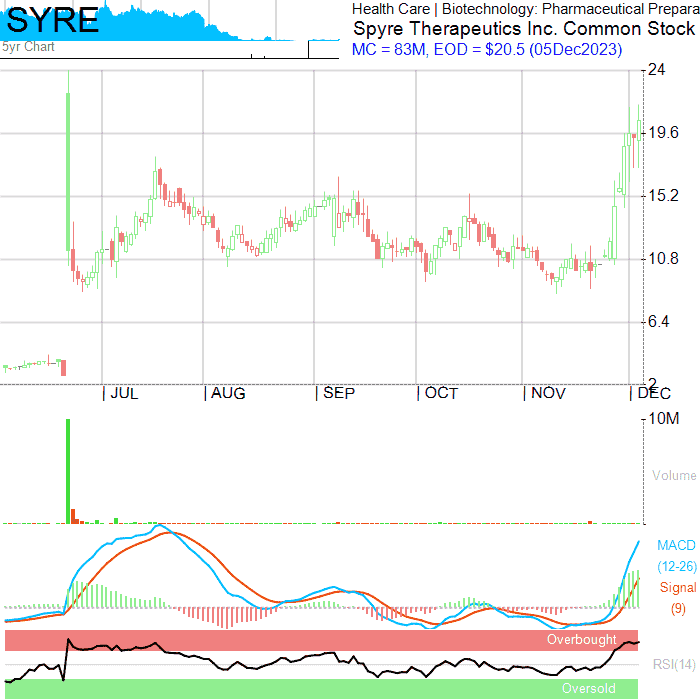 SYRE
5yr Chart
Health Care | Biotechnology: Pharmaceutical Prepara
Spyre Therapeutics Inc. Common Stock
MC = 83M, EOD = $20.5 (05Dec2023)
24
19.6
15.2
10.8
6.4
2
| JUL | AUG | SEP | OCT | NOV | DEC
10M
Volume
MACD
(12-26)
Signal
(9)
Overbought
RSI(14)
Oversold